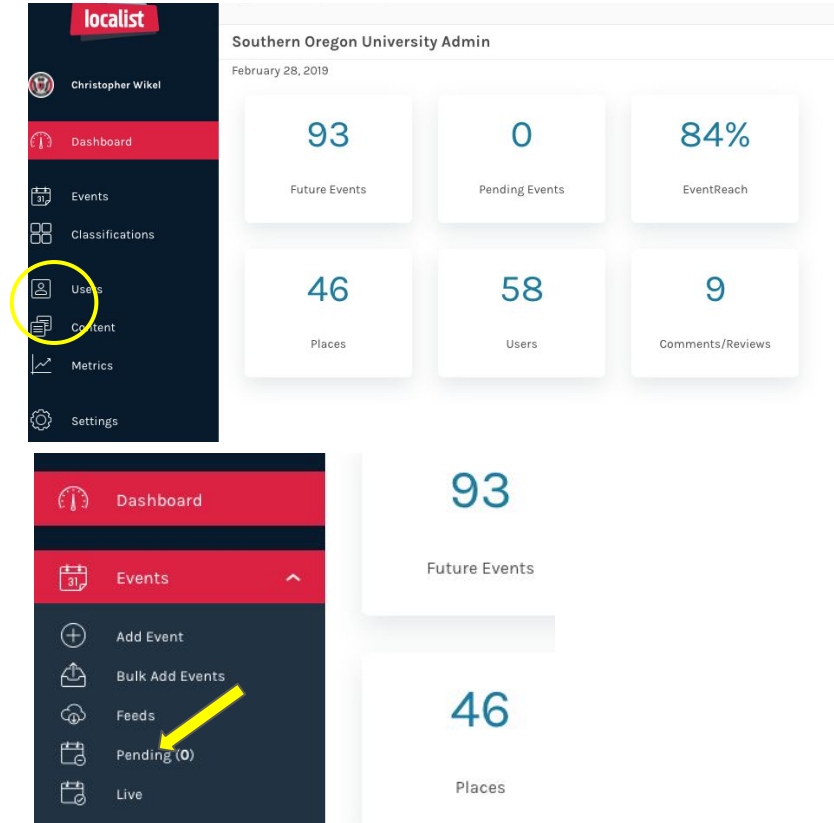 localist
Southern Oregon University Admin
February 28, 2019
Christopher Wikel
Dashboard
Events
Classifications
Users
Content
Metrics
Settings
93
Future Events
0
Pending Events
84%
EventReach
46
Places
58
Users
9
Comments/Reviews
Dashboard
31
Events
Add Event
Bulk Add Events
Feeds
Pending (0)
Live
93
Future Events
46
Places